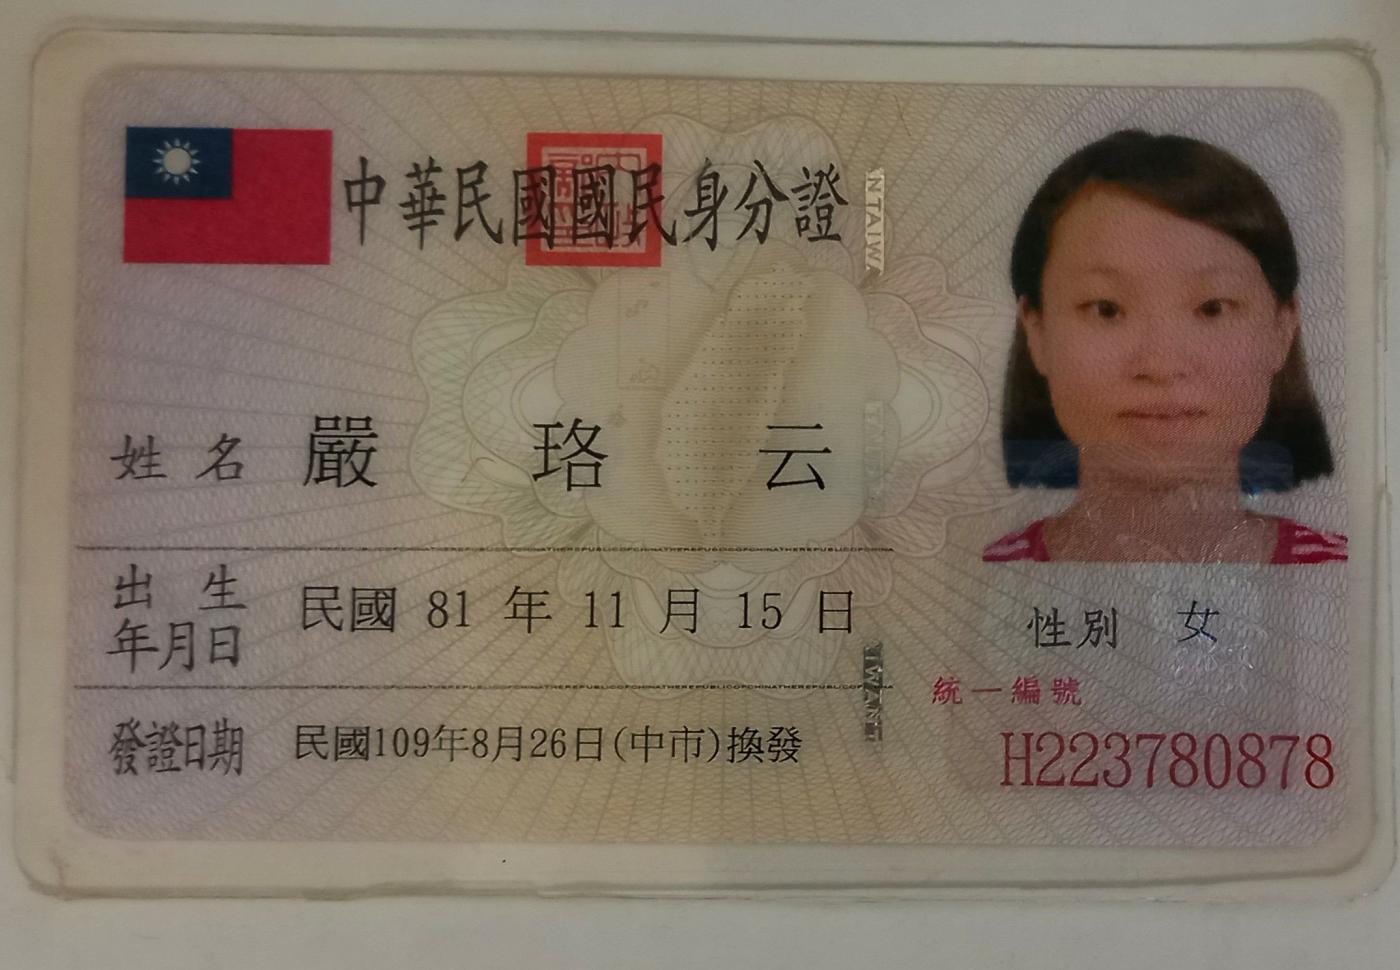 中華民國國民身分證
姓名 嚴 珞 云
出生年月日 民國 81 年 11 月 15 日
發證日期 民國109年8月26日(中市)換發
性別 女
統一編號
H223780878